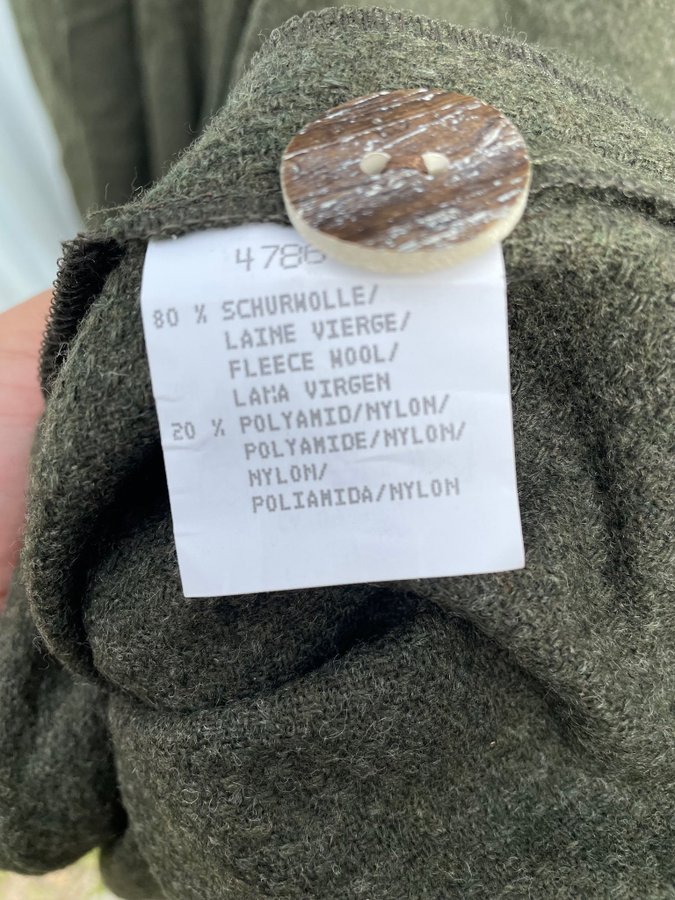 4786
80 % SCHURWOLLE/
LAINE VIERGE/
FLEECE WOOL/
LANA VIRGEN
20 % POLYAMID/NYLON/
POLYAMIDE/NYLON/
NYLON/
POLIAMIDA/NYLON